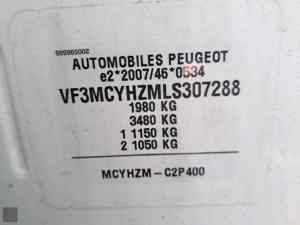 AUTOMOBILES PEUGEOT
e2*2007/46*0534
VF3MCYHZMLS307288
1980 KG
3480 KG
1 1150 KG
2 1050 KG
MCYHZM-C2P400